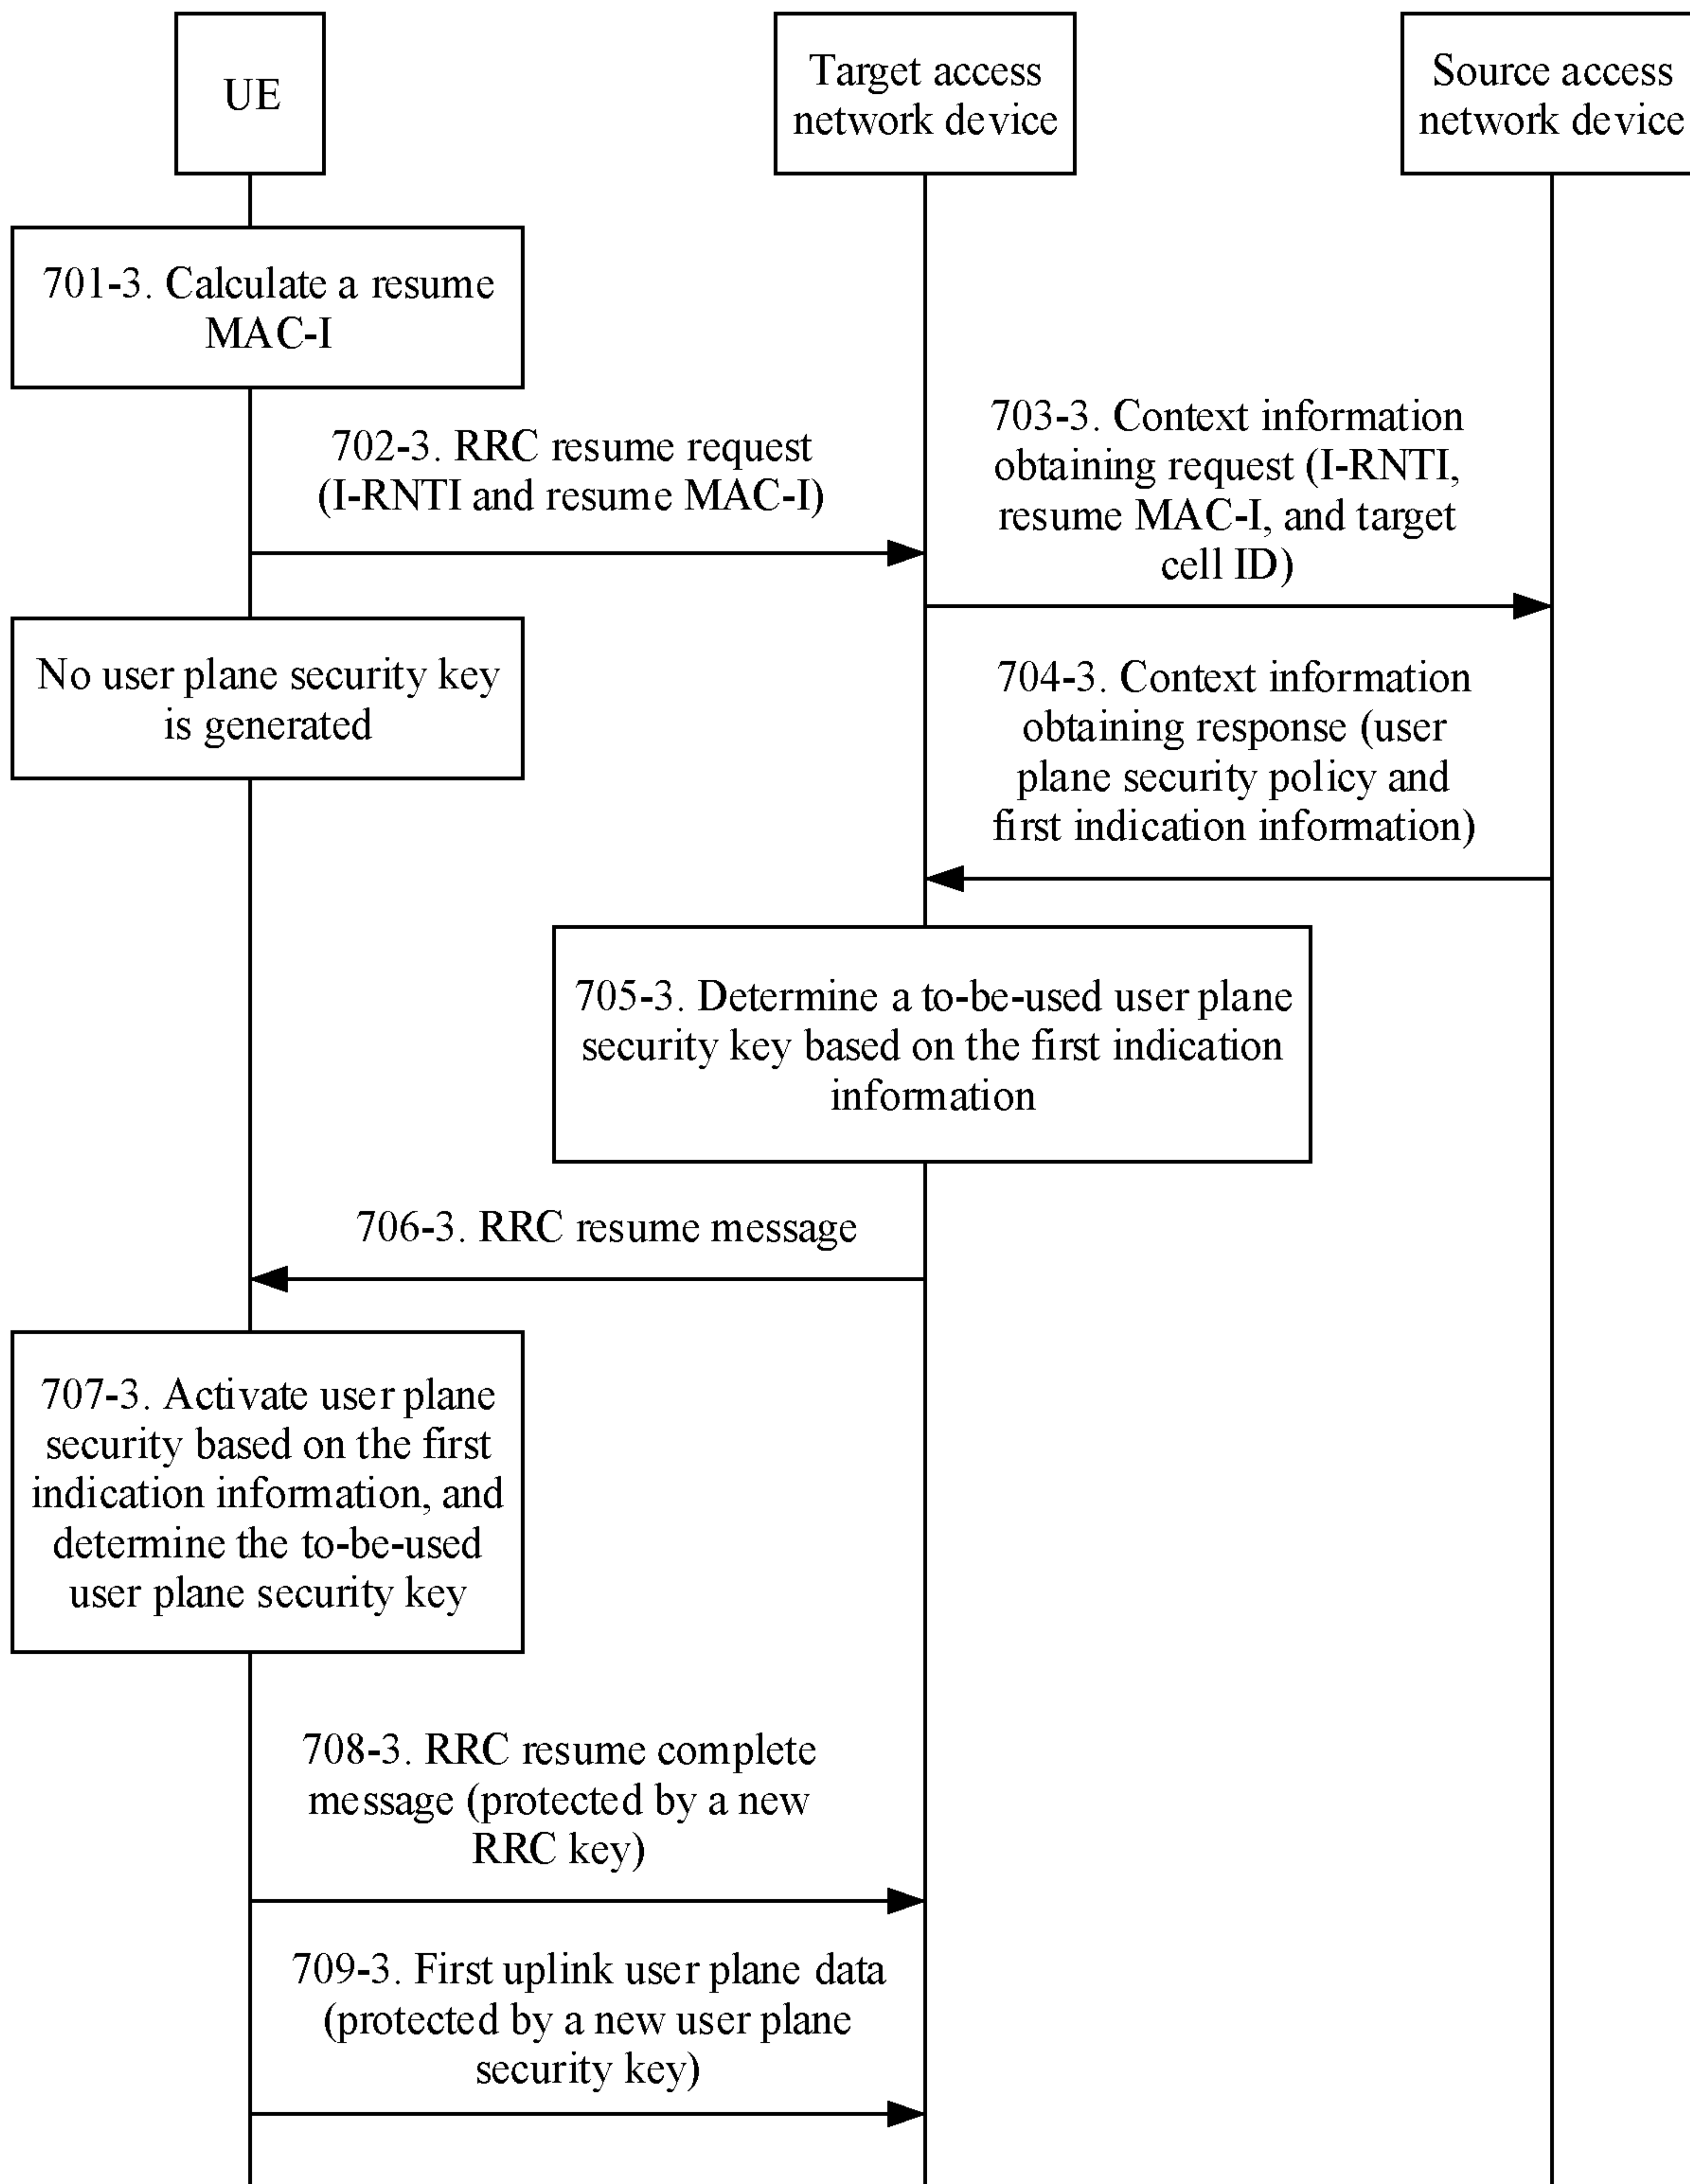 UE
Target access
network device
Source access
network device
701-3. Calculate a resume
MAC-I
702-3. RRC resume request
(I-RNTI and resume MAC-I)
703-3. Context information
obtaining request (I-RNTI,
resume MAC-I, and target
cell ID)
No user plane security key
is generated
704-3. Context information
obtaining response (user
plane security policy and
first indication information)
705-3. Determine a to-be-used user plane
security key based on the first indication
information
706-3. RRC resume message
707-3. Activate user plane
security based on the first
indication information, and
determine the to-be-used
user plane security key
708-3. RRC resume complete
message (protected by a new
RRC key)
709-3. First uplink user plane data
(protected by a new user plane
security key)